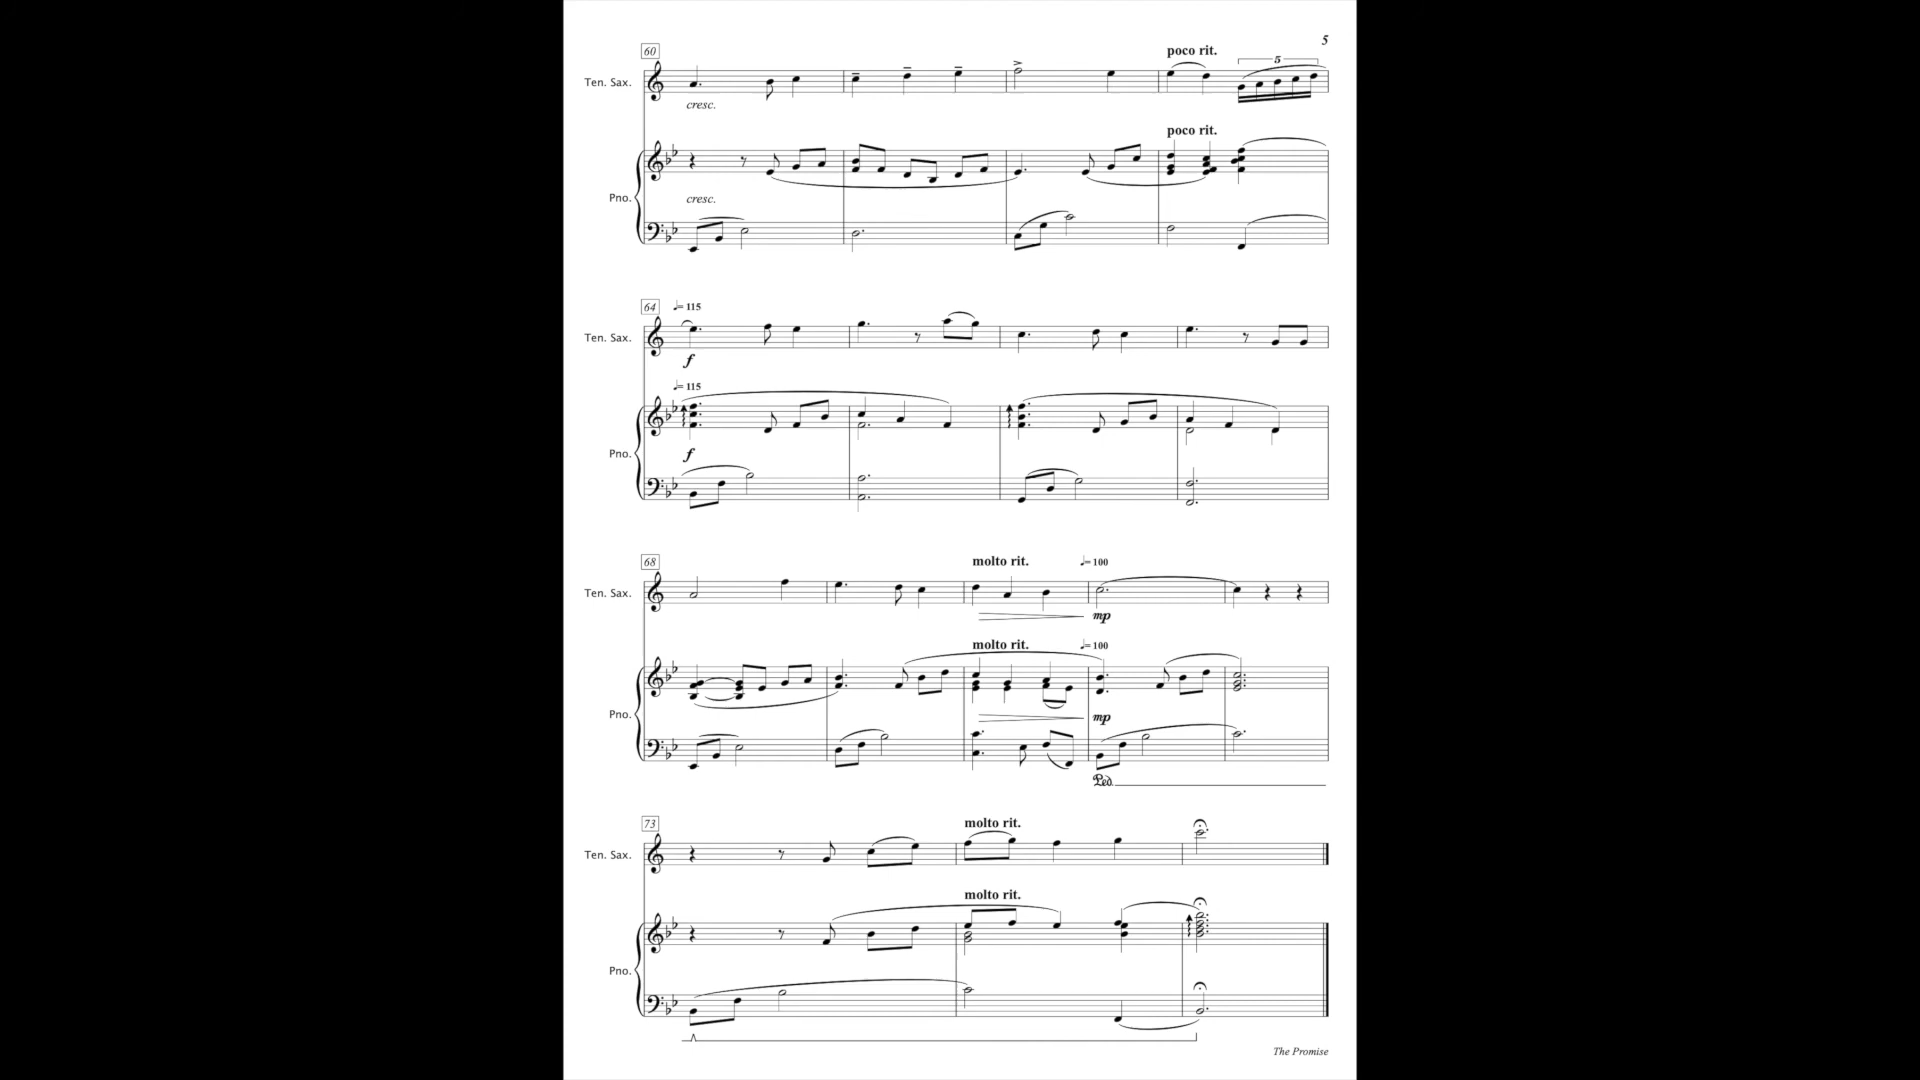 5
60
poco rit.
5
Ten. Sax.
cresc.
poco rit.
Pno.
cresc.
64
♩= 115
Ten. Sax.
f
♩= 115
Pno.
f
68
molto rit.
♩= 100
Ten. Sax.
mp
molto rit.
♩= 100
Pno.
mp
Ped.
73
molto rit.
Ten. Sax.
molto rit.
Pno.
The Promise